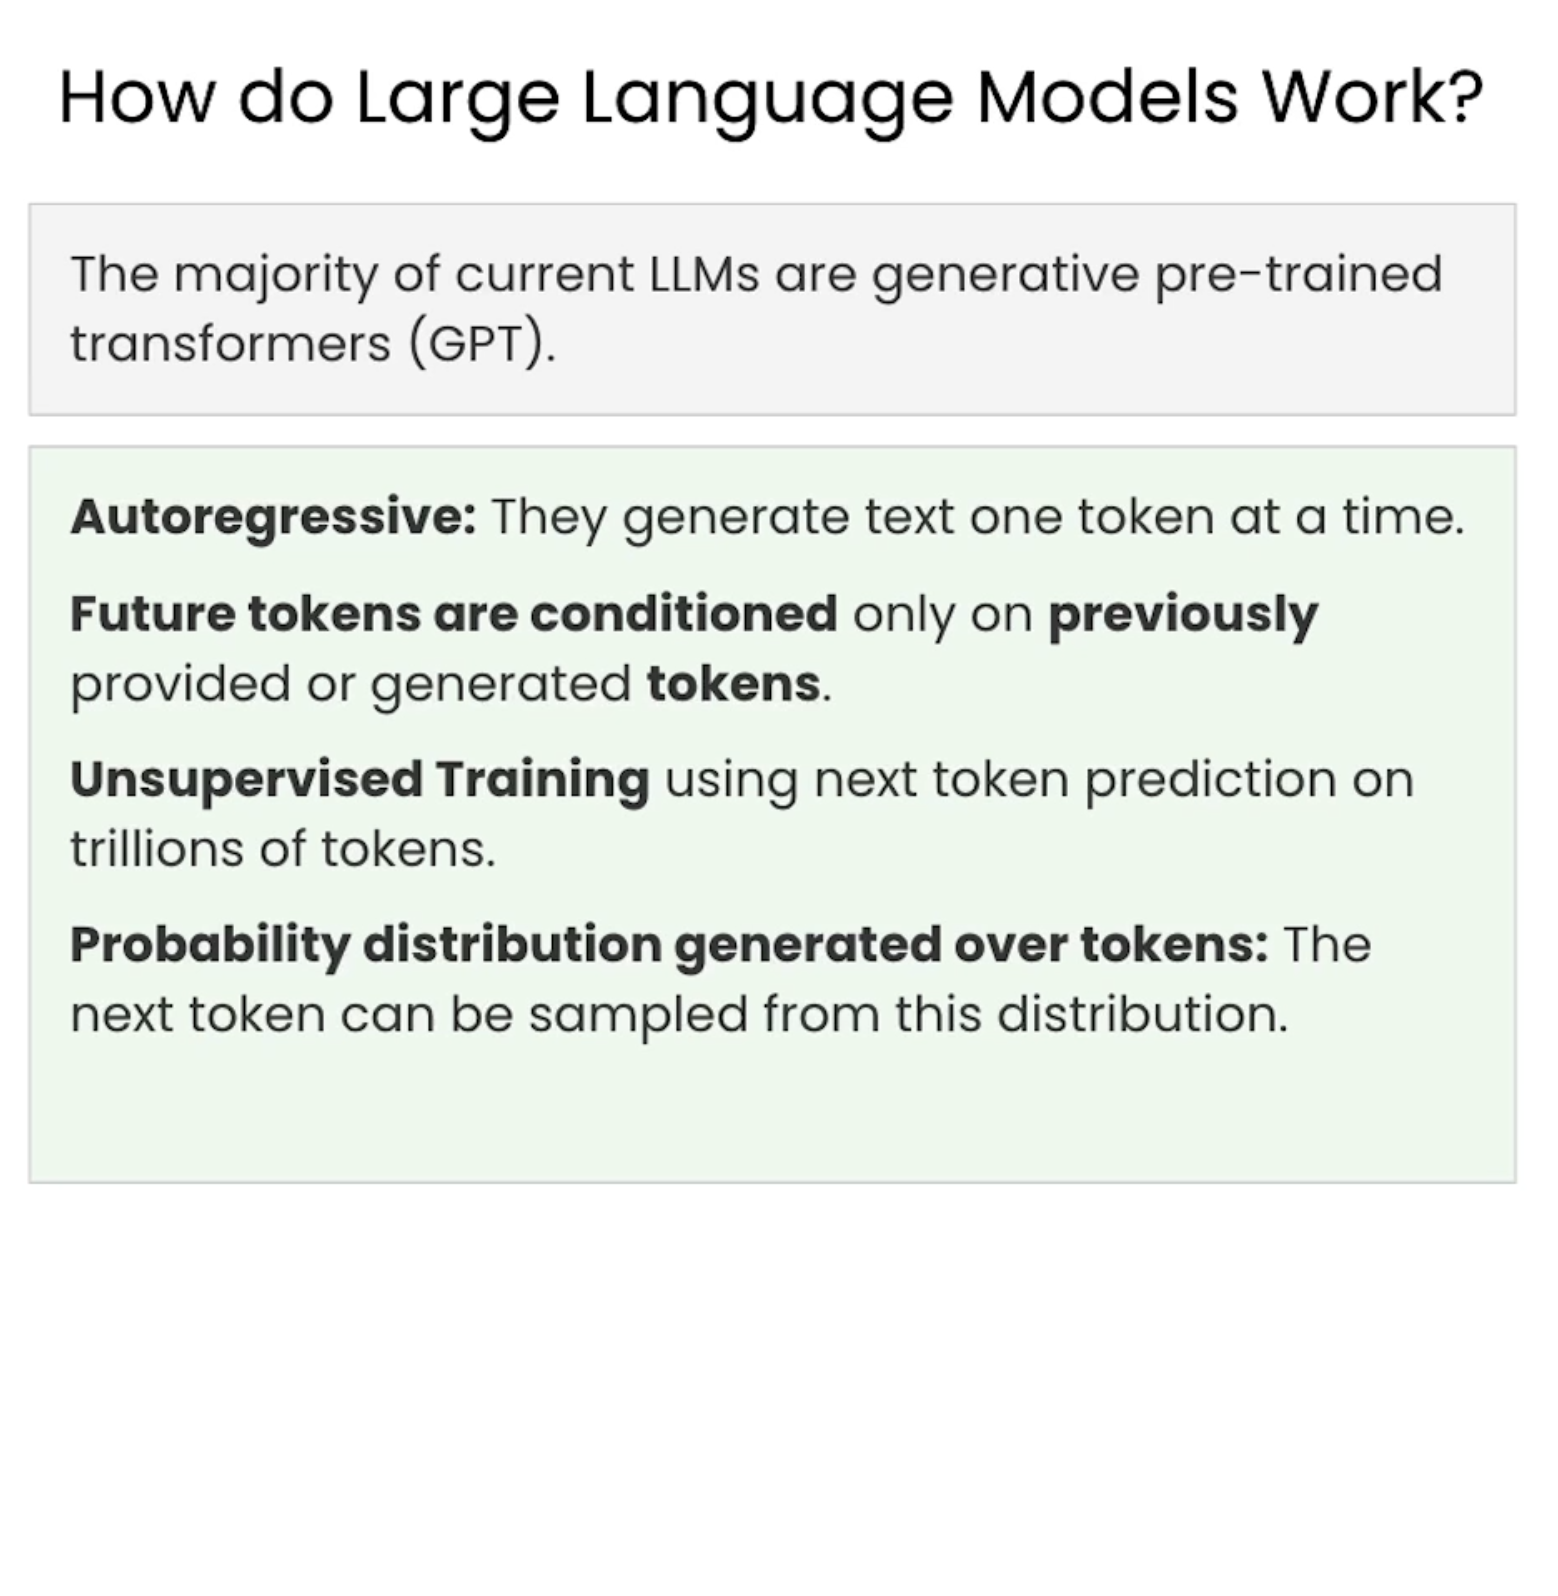 How do Large Language Models Work?
The majority of current LLMs are generative pre-trained
transformers (GPT).
Autoregressive: They generate text one token at a time.
Future tokens are conditioned only on previously
provided or generated tokens.
Unsupervised Training using next token prediction on
trillions of tokens.
Probability distribution generated over tokens: The
next token can be sampled from this distribution.